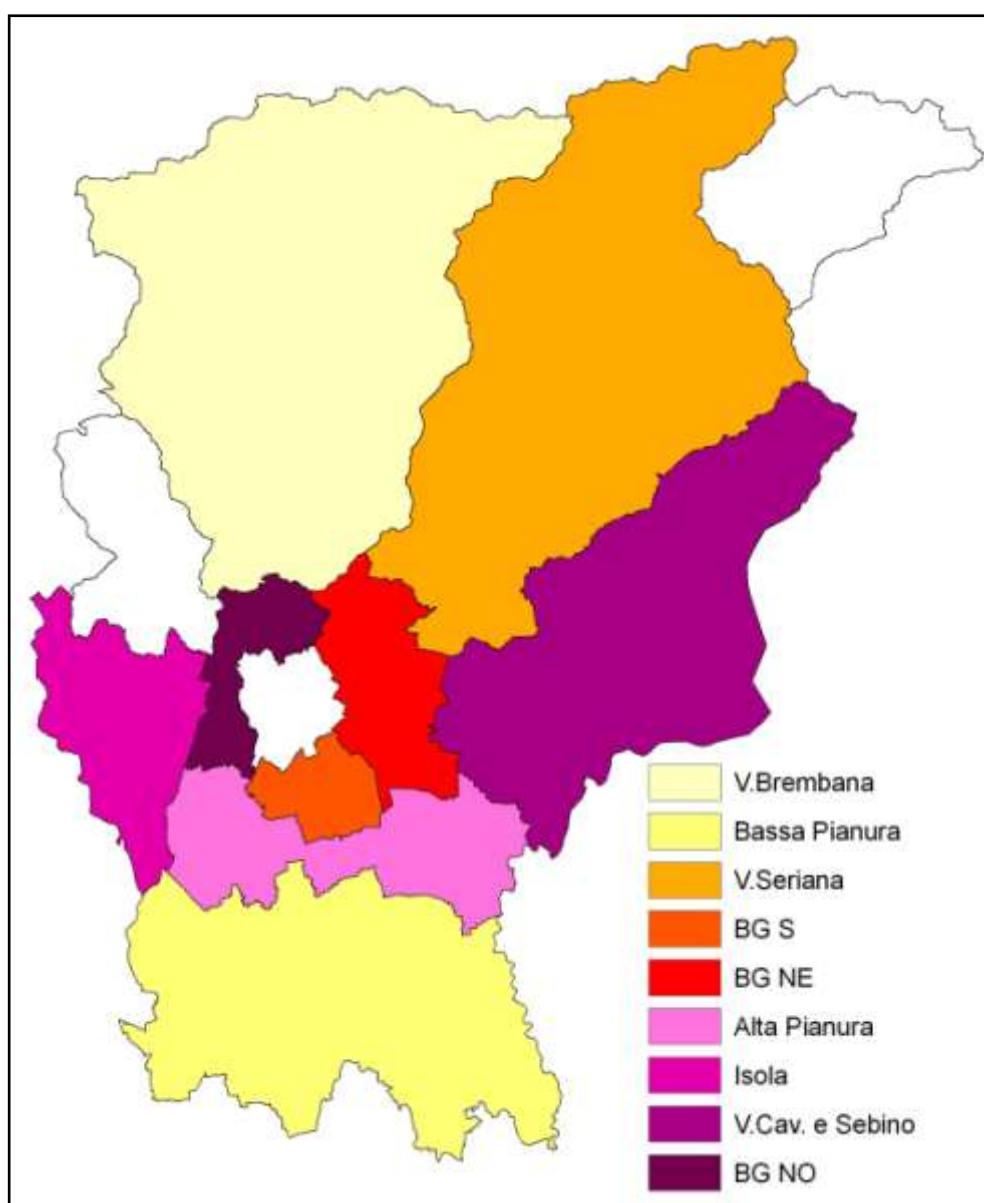 V.Brembana
Bassa Pianura
V.Seriana
BG S
BG NE
Alta Pianura
Isola
V.Cav. e Sebino
BG NO